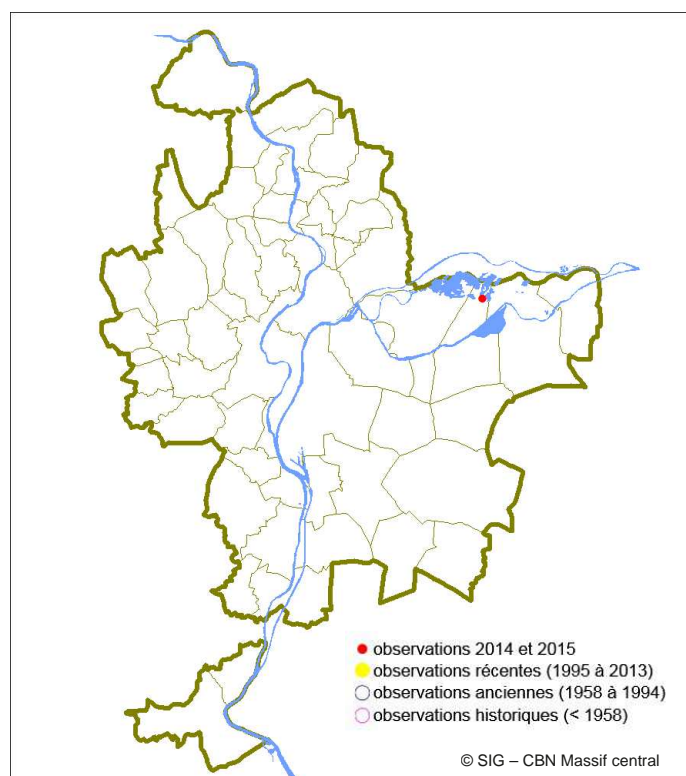 observations 2014 et 2015
observations récentes (1995 à 2013)
observations anciennes (1958 à 1994)
observations historiques (< 1958)
© SIG – CBN Massif central